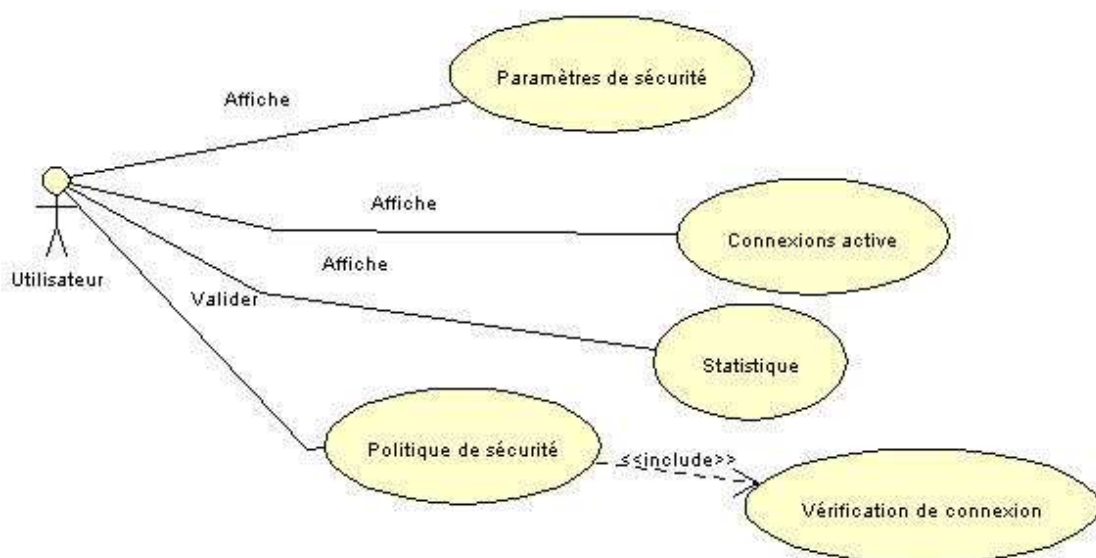 Paramètres de sécurité
Affiche
Affiche
Connexions active
Affiche
Utilisateur
Valider
Statistique
Politique de sécurité
<<include>>
Vérification de connexion